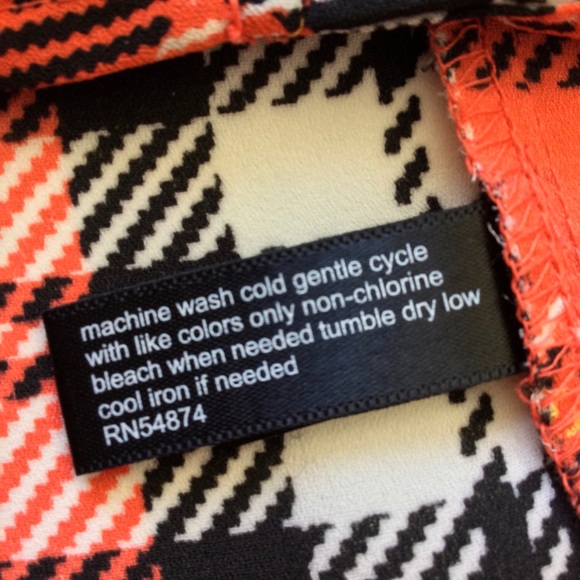 machine wash cold gentle cycle
with like colors only non-chlorine
bleach when needed tumble dry low
cool iron if needed
RN54874